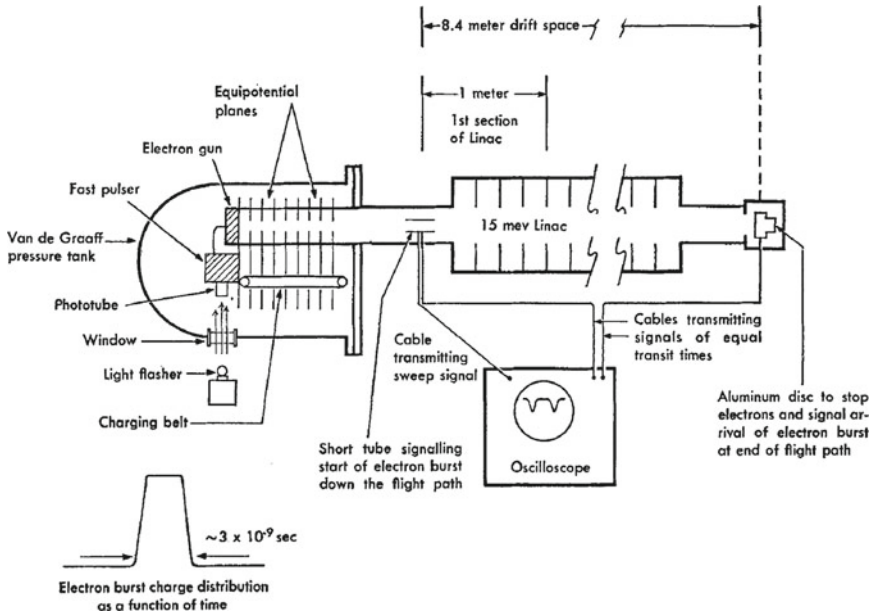 8.4 meter drift space
1 meter
1st section
of Linac
Equipotential
planes
Electron gun
Fast pulser
Van de Graaff
pressure tank
15 mev Linac
Phototube
Window
Light flasher
Charging belt
Cable
transmitting
sweep signal
Cables transmitting
signals of equal
transit times
Short tube signalling
start of electron burst
down the flight path
Oscilloscope
Aluminum disc to stop
electrons and signal ar-
rival of electron burst
at end of flight path
~3 x 10⁻⁹ sec
Electron burst charge distribution
as a function of time